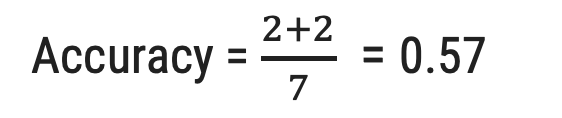 Accuracy = 2+2/7 = 0.57